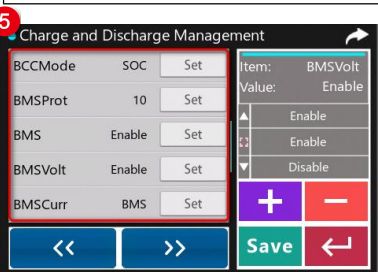 5
Charge and Discharge Management
BCCMode SOC Set
BMSProt 10 Set
BMS Enable Set
BMSVolt Enable Set
BMSCurr BMS Set
<< >>
Item: BMSVolt
Value: Enable
Enable
Enable
Disable
+ −
Save